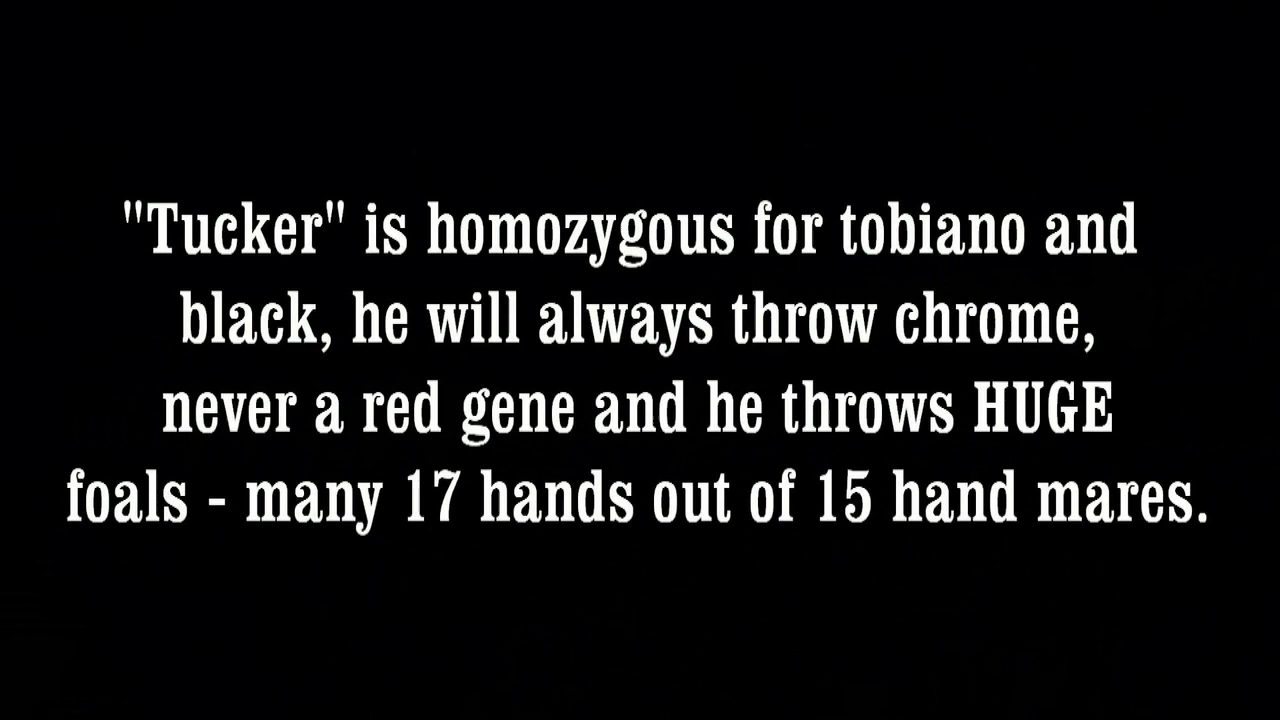 "Tucker" is homozygous for tobiano and
black, he will always throw chrome,
never a red gene and he throws HUGE
foals - many 17 hands out of 15 hand mares.